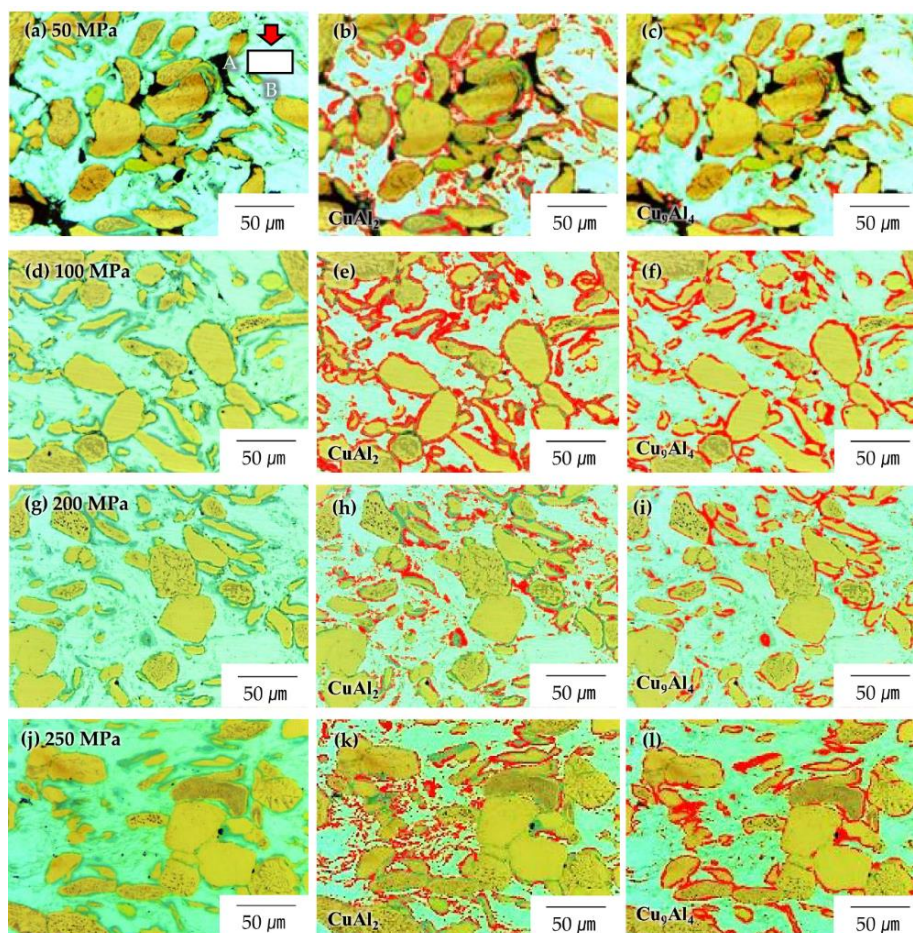 (a) 50 MPa
A
B
50 µm
(b)
CuAl₂
50 µm
(c)
Cu₉Al₄
50 µm
(d) 100 MPa
50 µm
(e)
CuAl₂
50 µm
(f)
Cu₉Al₄
50 µm
(g) 200 MPa
50 µm
(h)
CuAl₂
50 µm
(i)
Cu₉Al₄
50 µm
(j) 250 MPa
50 µm
(k)
CuAl₂
50 µm
(l)
Cu₉Al₄
50 µm